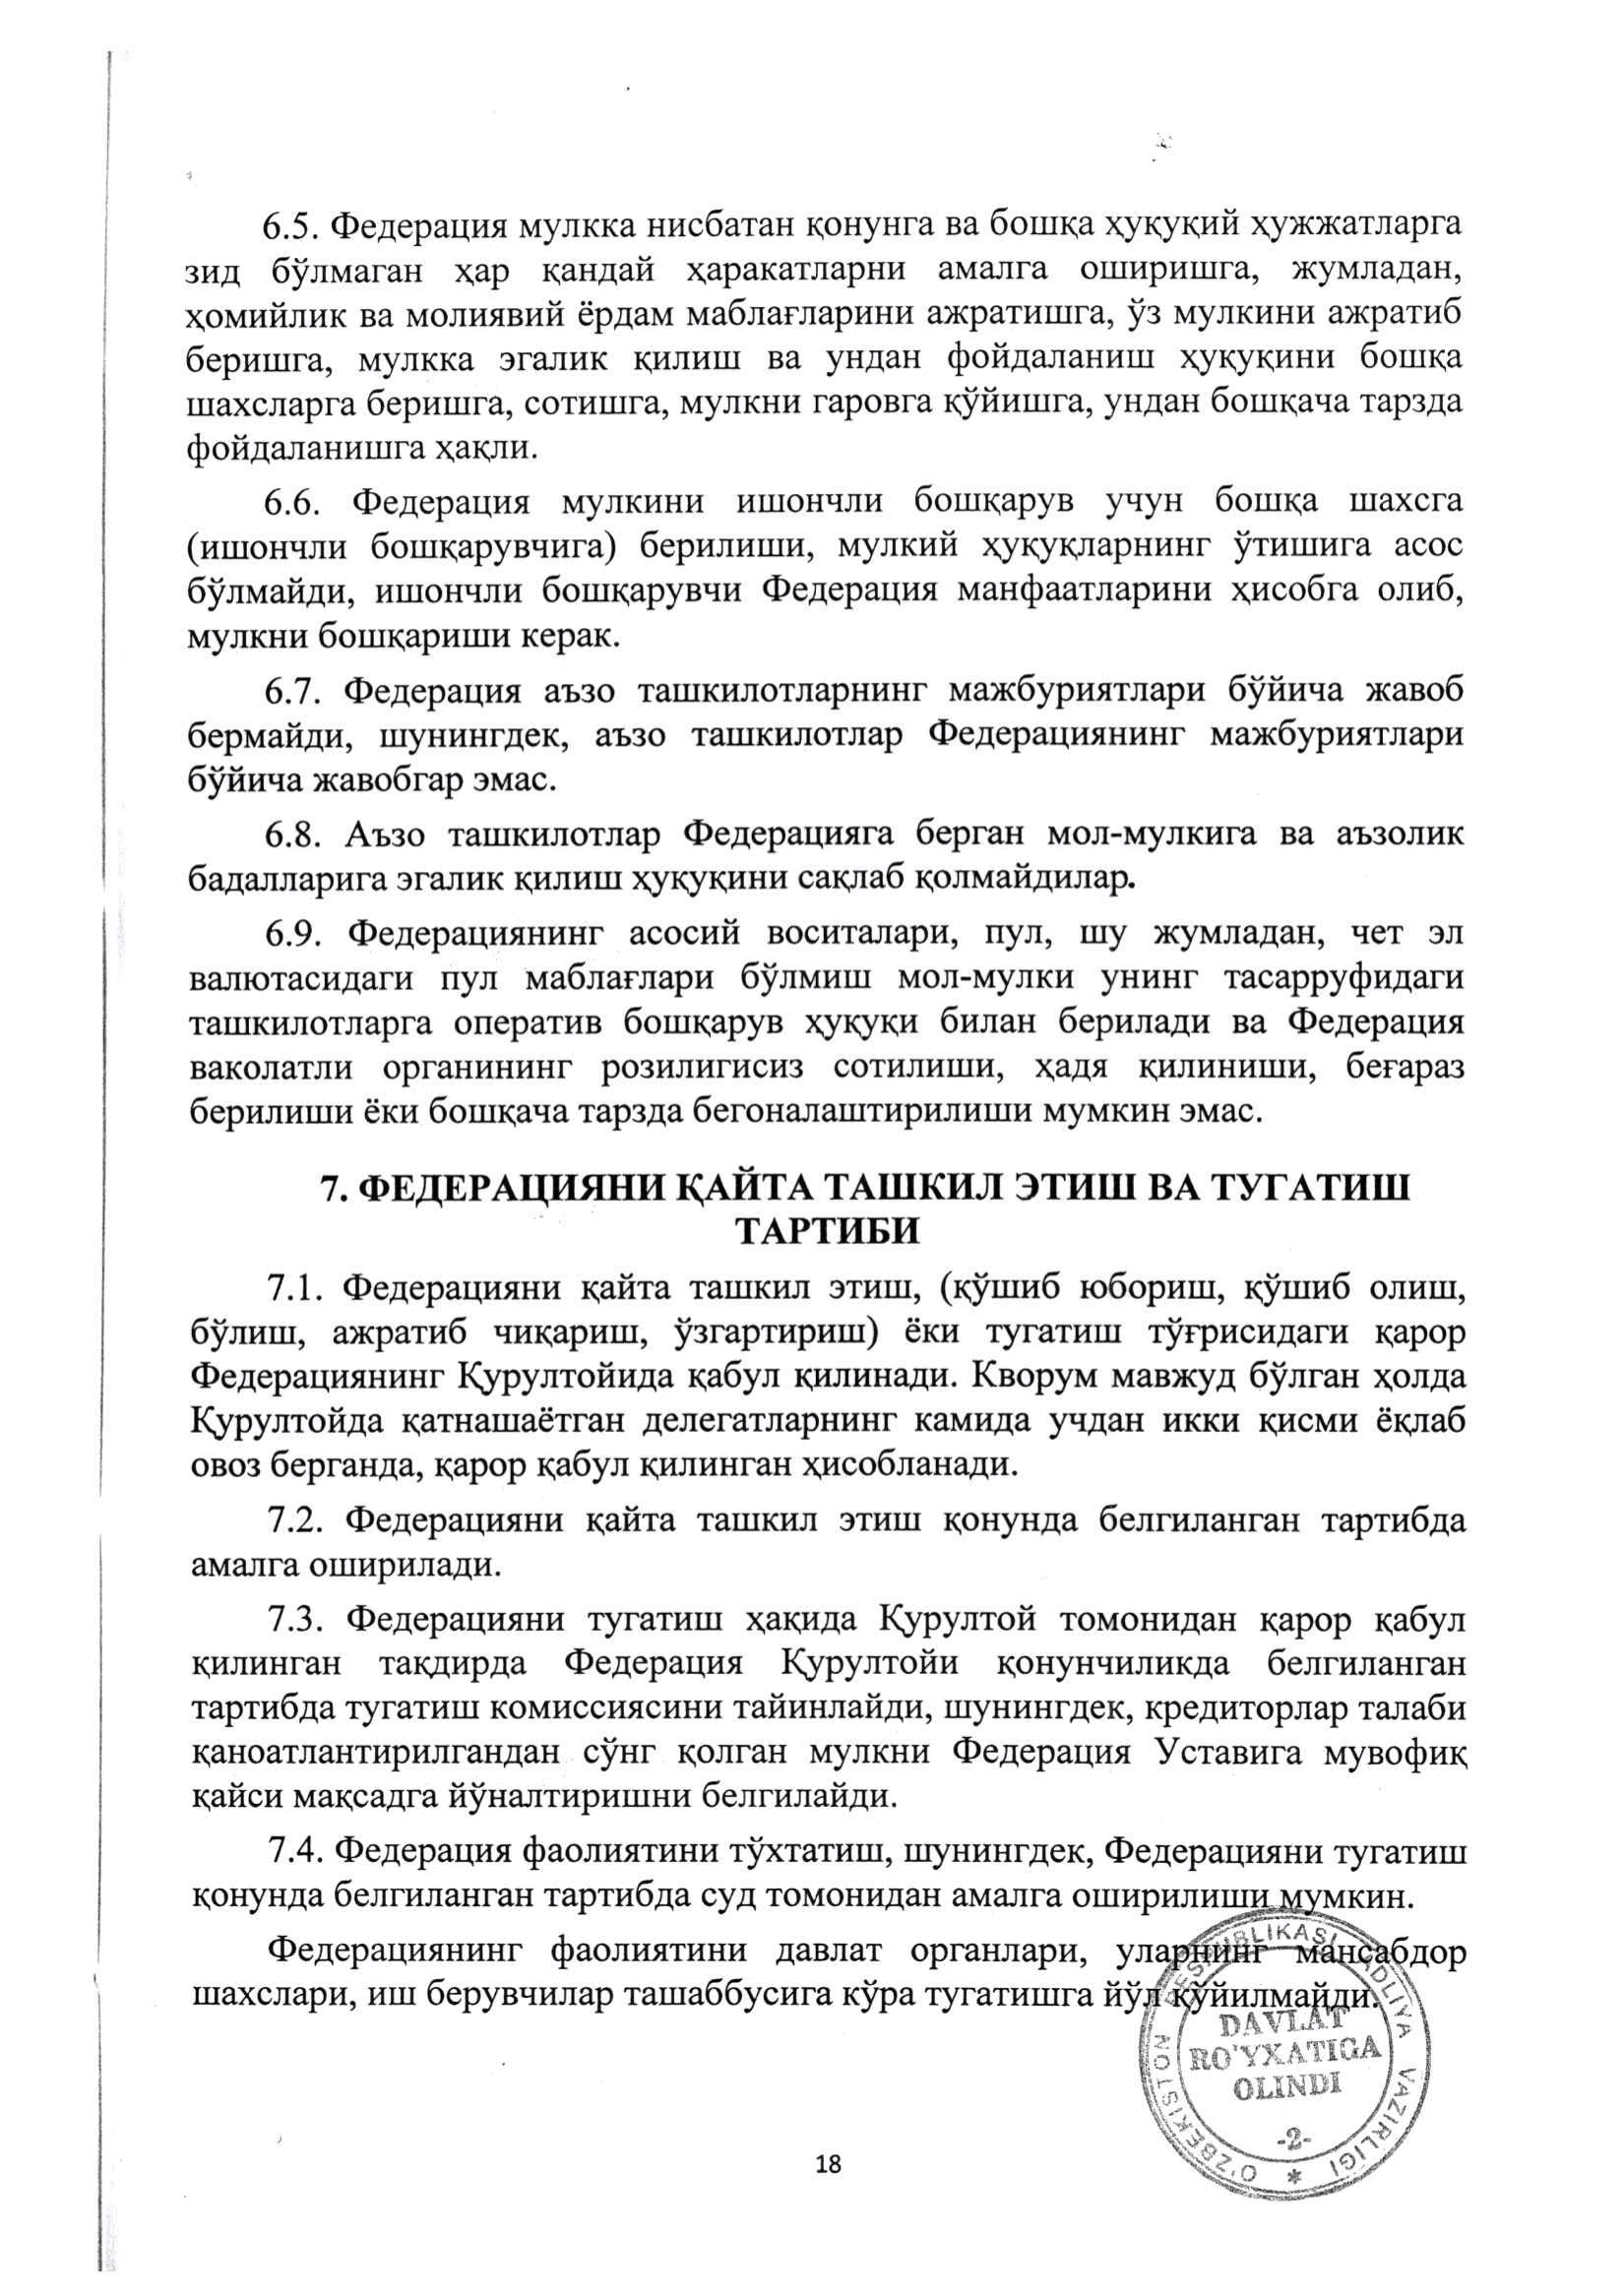 6.5. Федерация мулкка нисбатан қонунга ва бошқа ҳуқуқий ҳужжатларга
зид бўлмаган ҳар қандай ҳаракатларни амалга оширишга, жумладан,
ҳомийлик ва молиявий ёрдам маблағларини ажратишга, ўз мулкини ажратиб
беришга, мулкка эгалик қилиш ва ундан фойдаланиш ҳуқуқини бошқа
шахсларга беришга, сотишга, мулкни гаровга қўйишга, ундан бошқача тарзда
фойдаланишга ҳақли.
6.6. Федерация мулкини ишончли бошқарув учун бошқа шахсга
(ишончли бошқарувчига) берилиши, мулкий ҳуқуқларнинг ўтишига асос
бўлмайди, ишончли бошқарувчи Федерация манфаатларини ҳисобга олиб,
мулкни бошқариши керак.
6.7. Федерация аъзо ташкилотларнинг мажбуриятлари бўйича жавоб
бермайди, шунингдек, аъзо ташкилотлар Федерациянинг мажбуриятлари
бўйича жавобгар эмас.
6.8. Аъзо ташкилотлар Федерацияга берган мол-мулкига ва аъзолик
бадалларига эгалик қилиш ҳуқуқини сақлаб қолмайдилар.
6.9. Федерациянинг асосий воситалари, пул, шу жумладан, чет эл
валютасидаги пул маблағлари бўлмиш мол-мулки унинг тасарруфидаги
ташкилотларга оператив бошқарув ҳуқуқи билан берилади ва Федерация
ваколатли органининг розилигисиз сотилиши, ҳадя қилиниши, беғараз
берилиши ёки бошқача тарзда бегоналаштирилиши мумкин эмас.
7. ФЕДЕРАЦИЯНИ ҚАЙТА ТАШКИЛ ЭТИШ ВА ТУГАТИШ
ТАРТИБИ
7.1. Федерацияни қайта ташкил этиш, (қўшиб юбориш, қўшиб олиш,
бўлиш, ажратиб чиқариш, ўзгартириш) ёки тугатиш тўғрисидаги қарор
Федерациянинг Қурултойида қабул қилинади. Кворум мавжуд бўлган ҳолда
Қурултойда қатнашаётган делегатларнинг камида учдан икки қисми ёқлаб
овоз берганда, қарор қабул қилинган ҳисобланади.
7.2. Федерацияни қайта ташкил этиш қонунда белгиланган тартибда
амалга оширилади.
7.3. Федерацияни тугатиш ҳақида Қурултой томонидан қарор қабул
қилинган тақдирда Федерация Қурултойи қонунчиликда белгиланган
тартибда тугатиш комиссиясини тайинлайди, шунингдек, кредиторлар талаби
қаноатлантирилгандан сўнг қолган мулкни Федерация Уставига мувофиқ
қайси мақсадга йўналтиришни белгилайди.
7.4. Федерация фаолиятини тўхтатиш, шунингдек, Федерацияни тугатиш
қонунда белгиланган тартибда суд томонидан амалга оширилиши мумкин.
Федерациянинг фаолиятини давлат органлари, уларнинг мансабдор
шахслари, иш берувчилар ташаббусига кўра тугатишга йўл қўйилмайди.
O'ZBEKISTON RESPUBLIKASI ADLIYA VAZIRLIGI *
DAVLAT
RO'YXATIGA
OLINDI
-2-
18